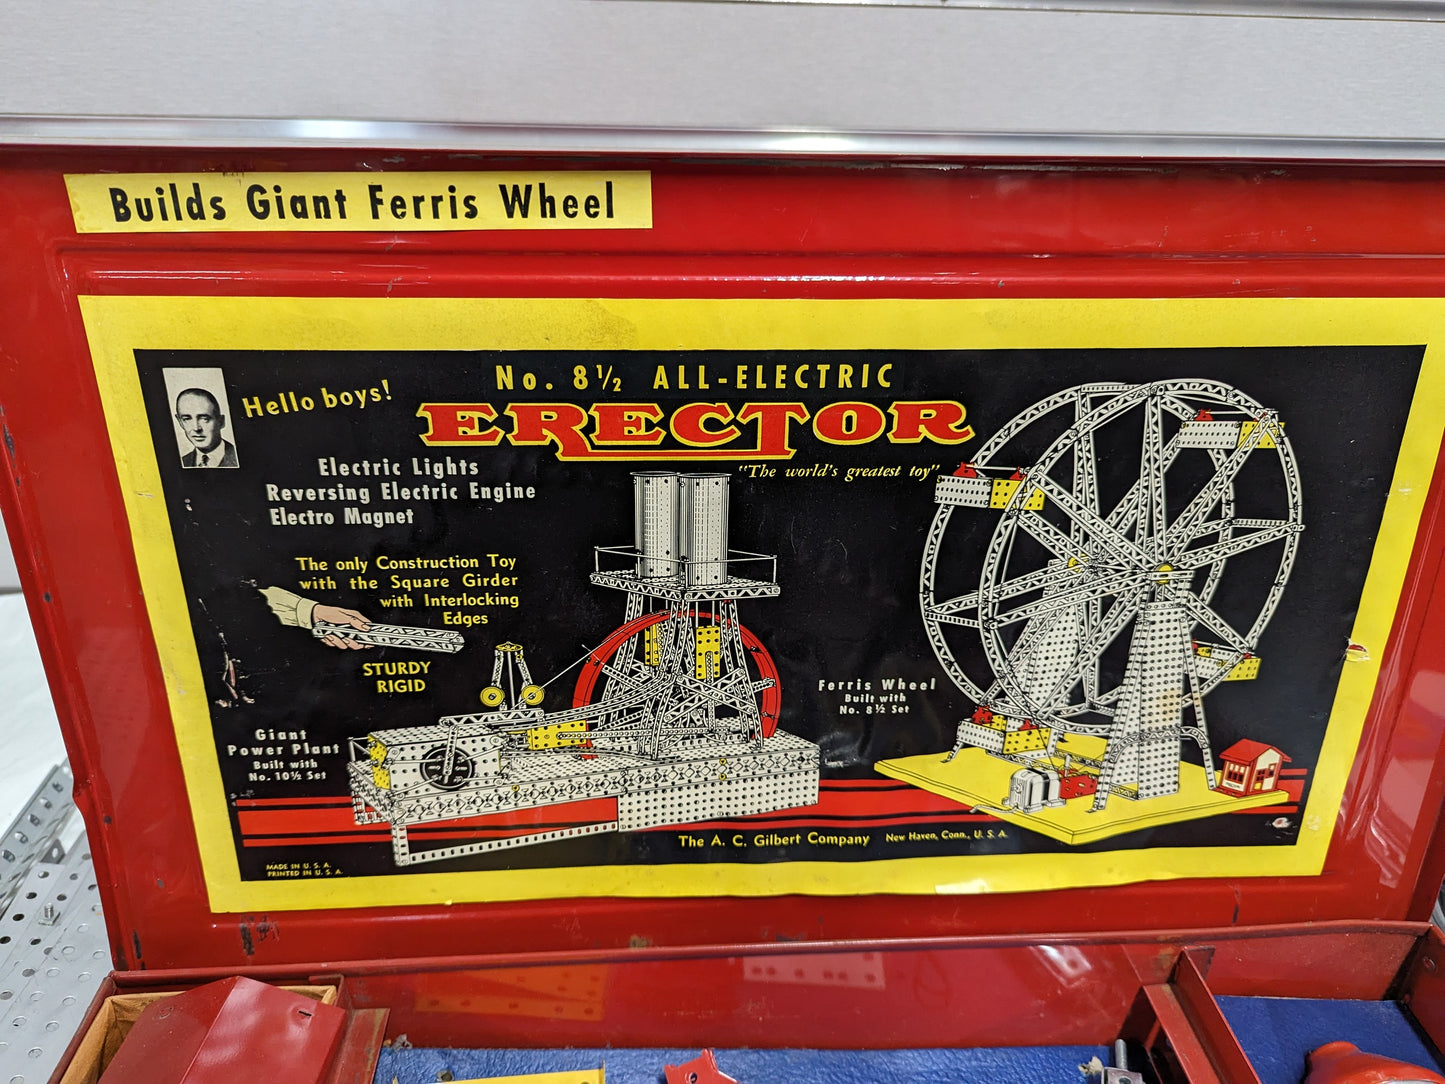 Builds Giant Ferris Wheel
No. 8½ ALL-ELECTRIC
Hello boys!
ERECTOR
"The world's greatest toy"
Electric Lights
Reversing Electric Engine
Electro Magnet
The only Construction Toy
with the Square Girder
with Interlocking
Edges
STURDY
RIGID
Ferris Wheel
Built with
No. 8½ Set
Giant
Power Plant
Built with
No. 10½ Set
The A. C. Gilbert Company New Haven, Conn., U. S. A.
MADE IN U. S. A.
PRINTED IN U. S. A.